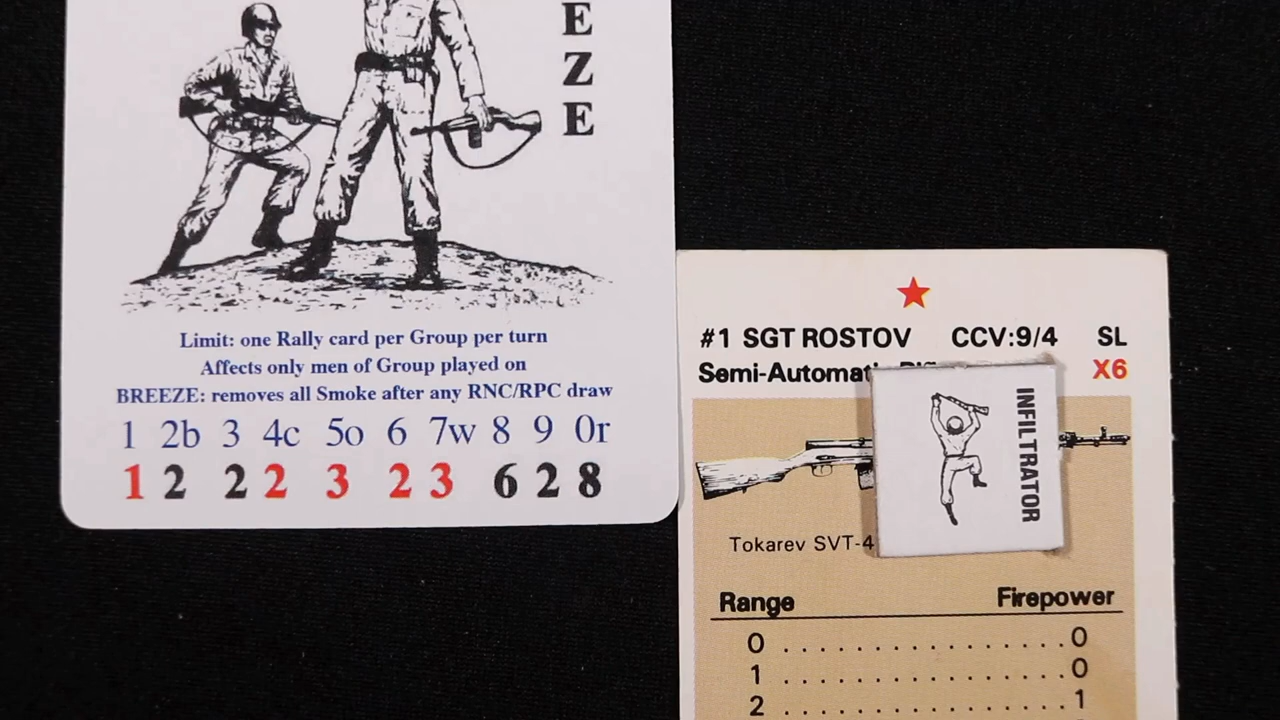 E
Z
E
Limit: one Rally card per Group per turn
Affects only men of Group played on
BREEZE: removes all Smoke after any RNC/RPC draw
1 2b 3 4c 5o 6 7w 8 9 0r
1 2 2 2 3 2 3 6 2 8
#1 SGT ROSTOV CCV:9/4 SL
X6
INFILTRATOR
Tokarev
Range Firepower
0 . . . . . . . . . . . . . . . . . 0
1 . . . . . . . . . . . . . . . . . 0
2 . . . . . . . . . . . . . . . . . 1